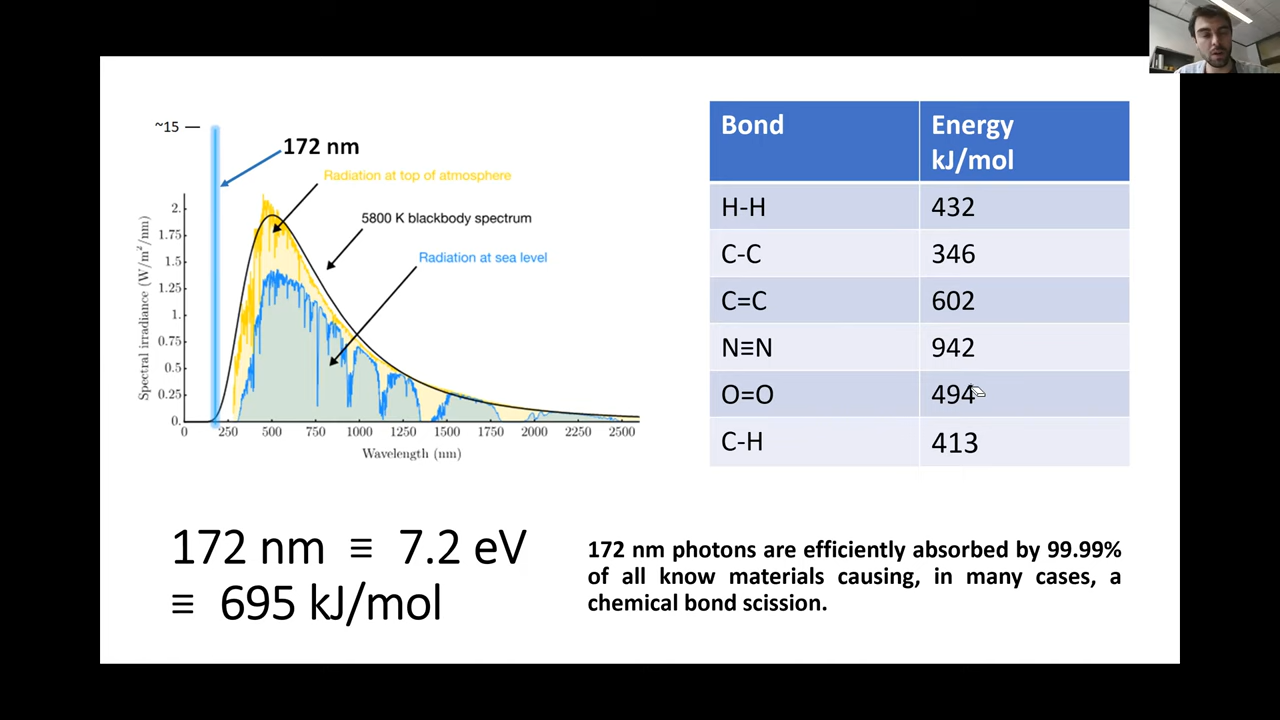 ~15
172 nm
Radiation at top of atmosphere
5800 K blackbody spectrum
Radiation at sea level
Spectral irradiance (W/m²/nm)
2.
1.75
1.5
1.25
1.
0.75
0.5
0.25
0.
0 250 500 750 1000 1250 1500 1750 2000 2250 2500
Wavelength (nm)
Bond Energy
kJ/mol
H-H 432
C-C 346
C=C 602
N≡N 942
O=O 494
C-H 413
172 nm ≡ 7.2 eV
≡ 695 kJ/mol
172 nm photons are efficiently absorbed by 99.99%
of all know materials causing, in many cases, a
chemical bond scission.